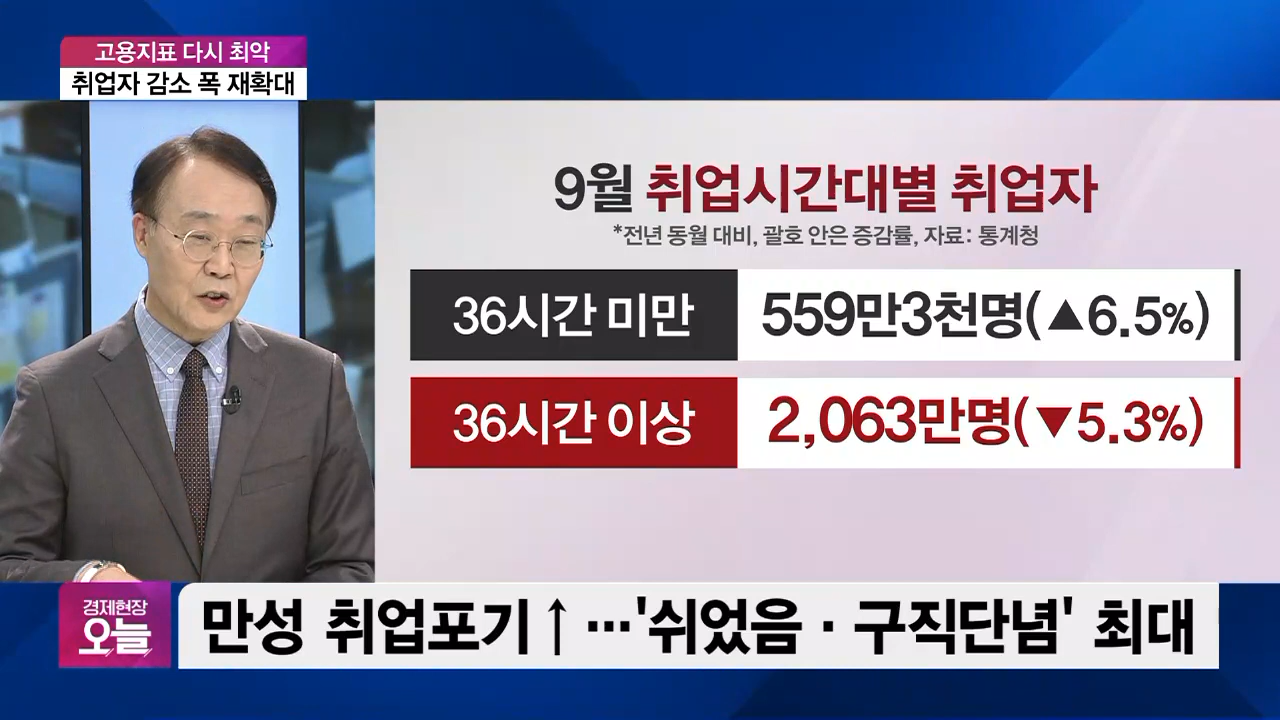 고용지표 다시 최악
취업자 감소 폭 재확대
9월 취업시간대별 취업자
*전년 동월 대비, 괄호 안은 증감률, 자료: 통계청
36시간 미만 559만3천명(▲6.5%)
36시간 이상 2,063만명(▼5.3%)
경제현장
오늘
만성 취업포기↑…'쉬었음·구직단념' 최대